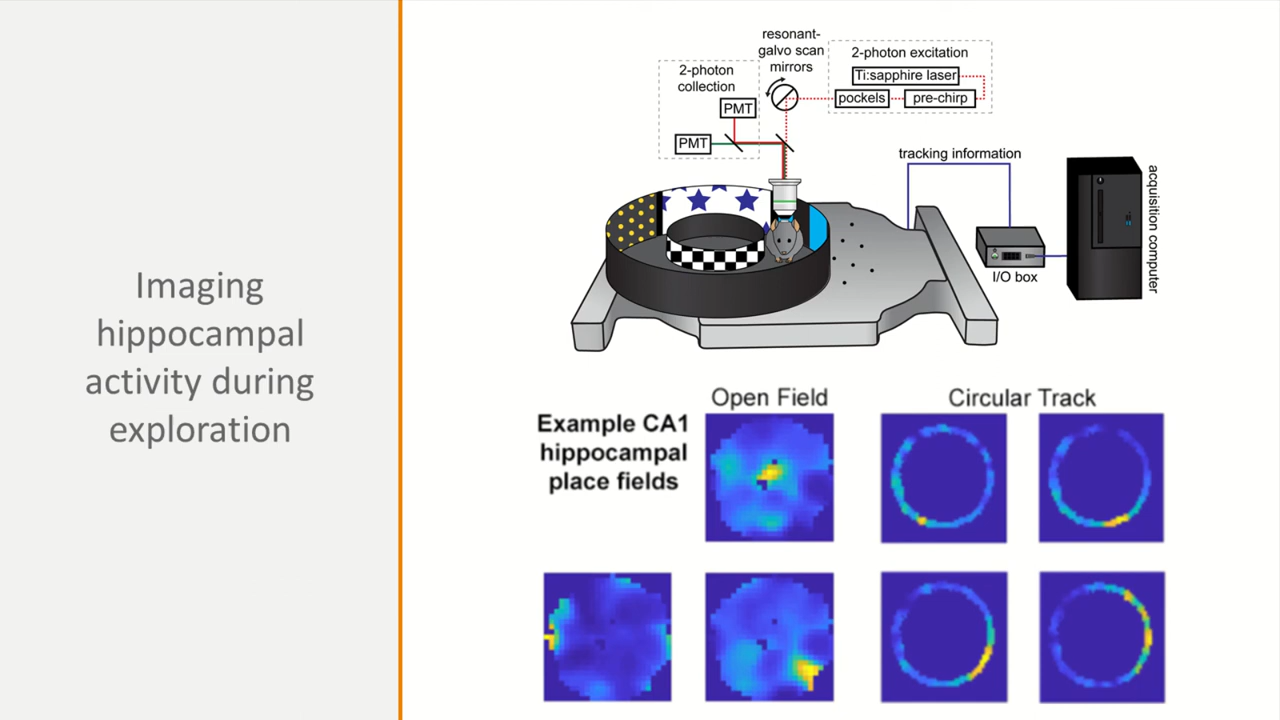 Imaging
hippocampal
activity during
exploration
resonant-
galvo scan
mirrors
2-photon excitation
Ti:sapphire laser
pockels
pre-chirp
2-photon
collection
PMT
PMT
tracking information
I/O box
acquisition computer
Open Field
Circular Track
Example CA1
hippocampal
place fields